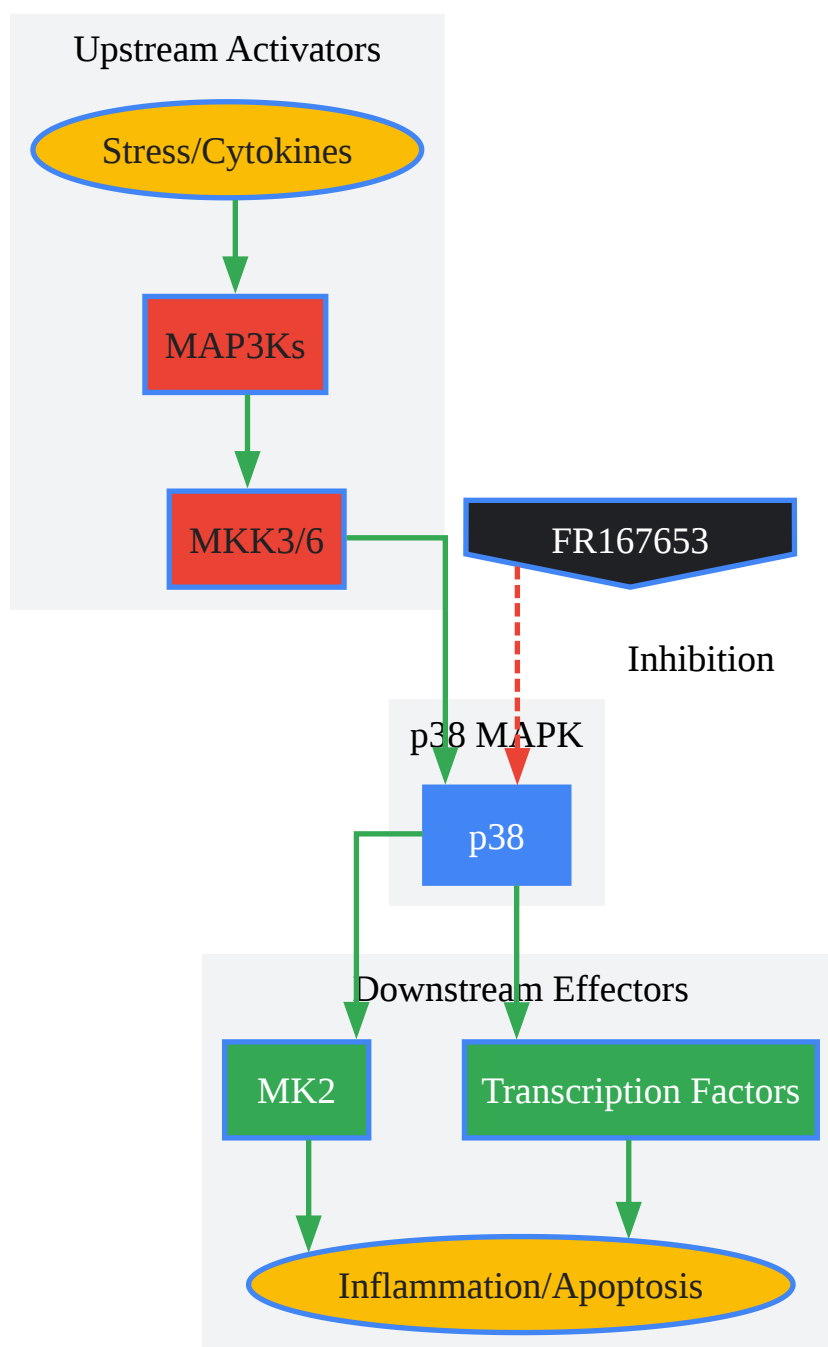 Upstream Activators
Stress/Cytokines
MAP3Ks
MKK3/6
FR167653
Inhibition
p38 MAPK
p38
Downstream Effectors
MK2
Transcription Factors
Inflammation/Apoptosis